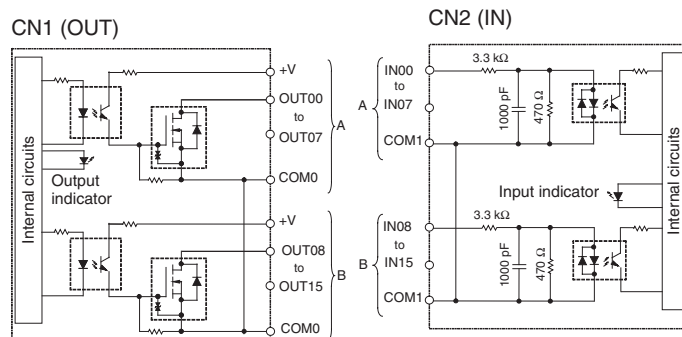 CN1 (OUT)
Internal circuits
Output
indicator
+V
OUT00
to
OUT07
COM0
A
+V
OUT08
to
OUT15
COM0
B
CN2 (IN)
A
IN00
to
IN07
COM1
3.3 kΩ
1000 pF
470 Ω
Internal circuits
Input indicator
B
IN08
to
IN15
COM1
3.3 kΩ
1000 pF
470 Ω